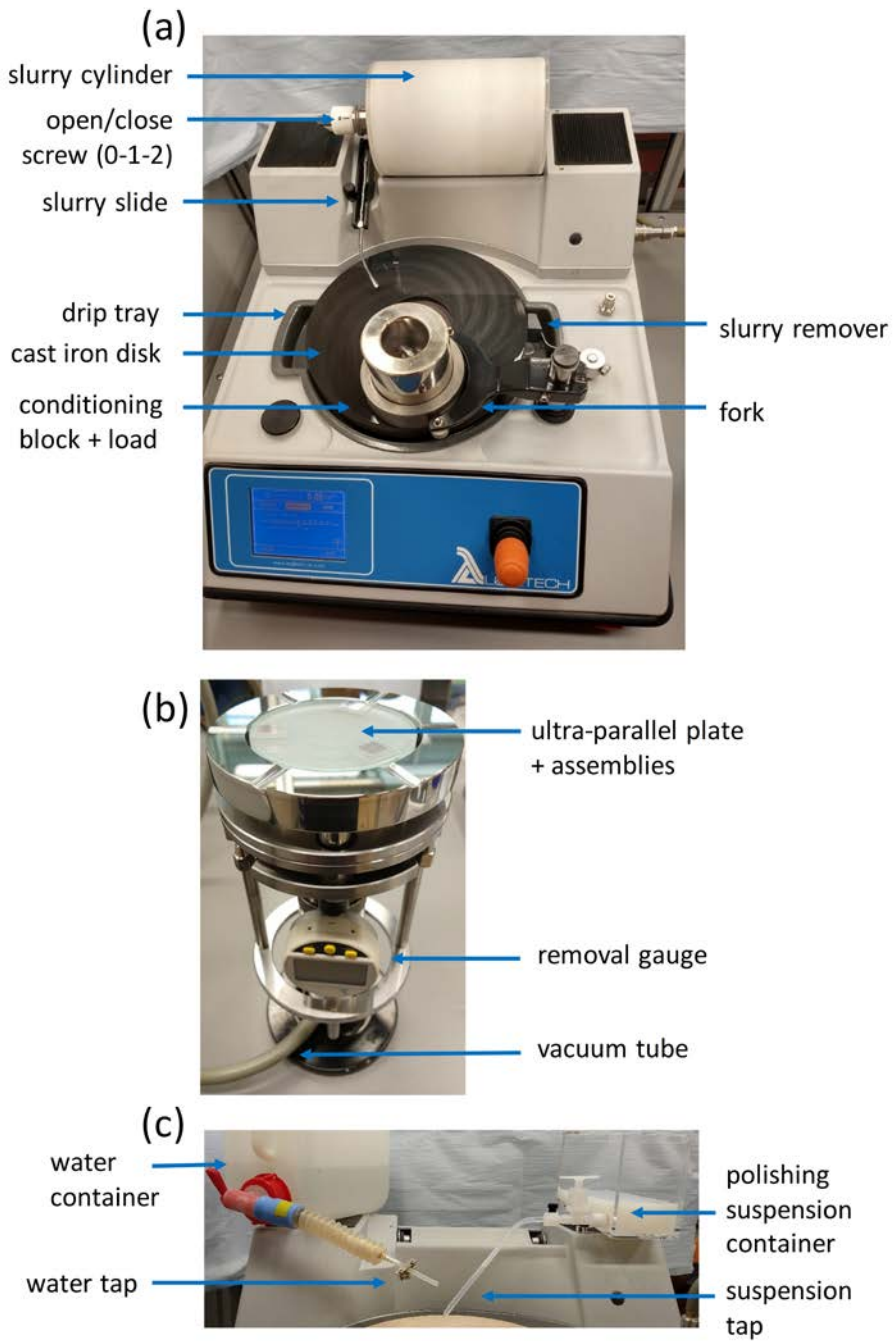 (a)
slurry cylinder
open/close
screw (0-1-2)
slurry slide
drip tray
cast iron disk
conditioning
block + load
slurry remover
fork
(b)
ultra-parallel plate
+ assemblies
removal gauge
vacuum tube
(c)
water
container
water tap
polishing
suspension
container
suspension
tap